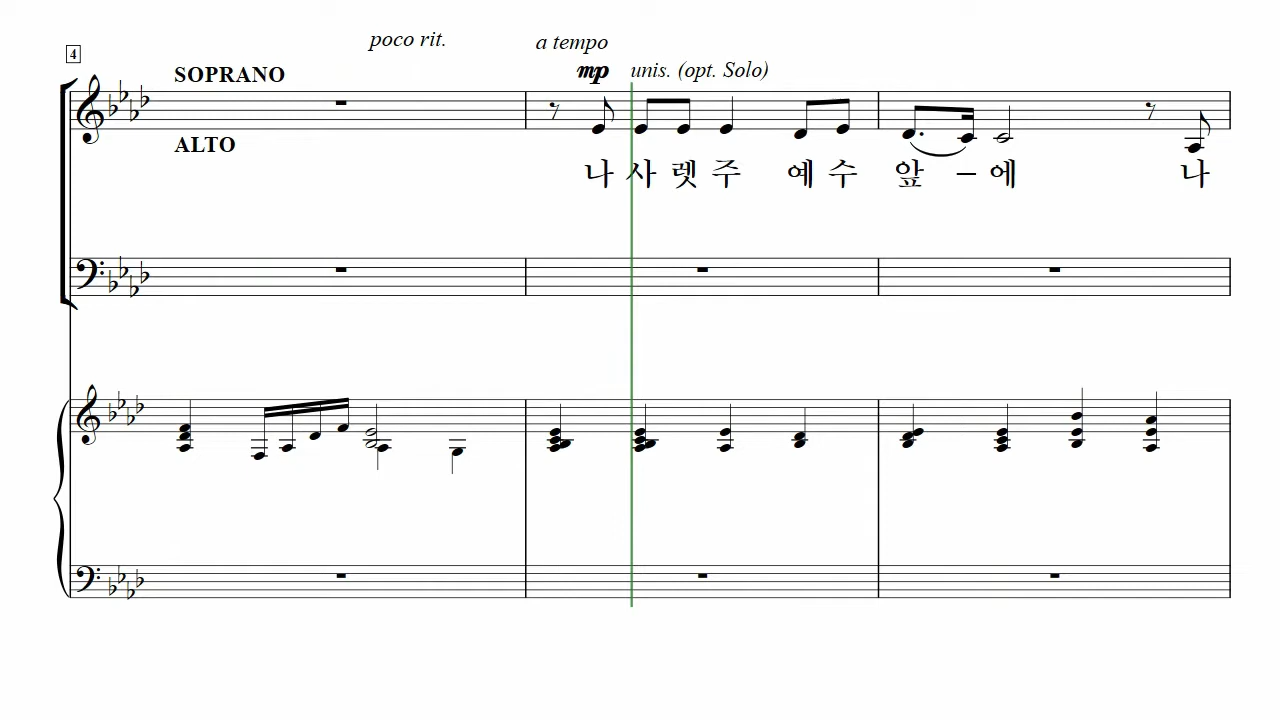 poco rit.
a tempo
4
SOPRANO
mp unis. (opt. Solo)
ALTO
나 사 렛 주 예 수 앞 – 에 나